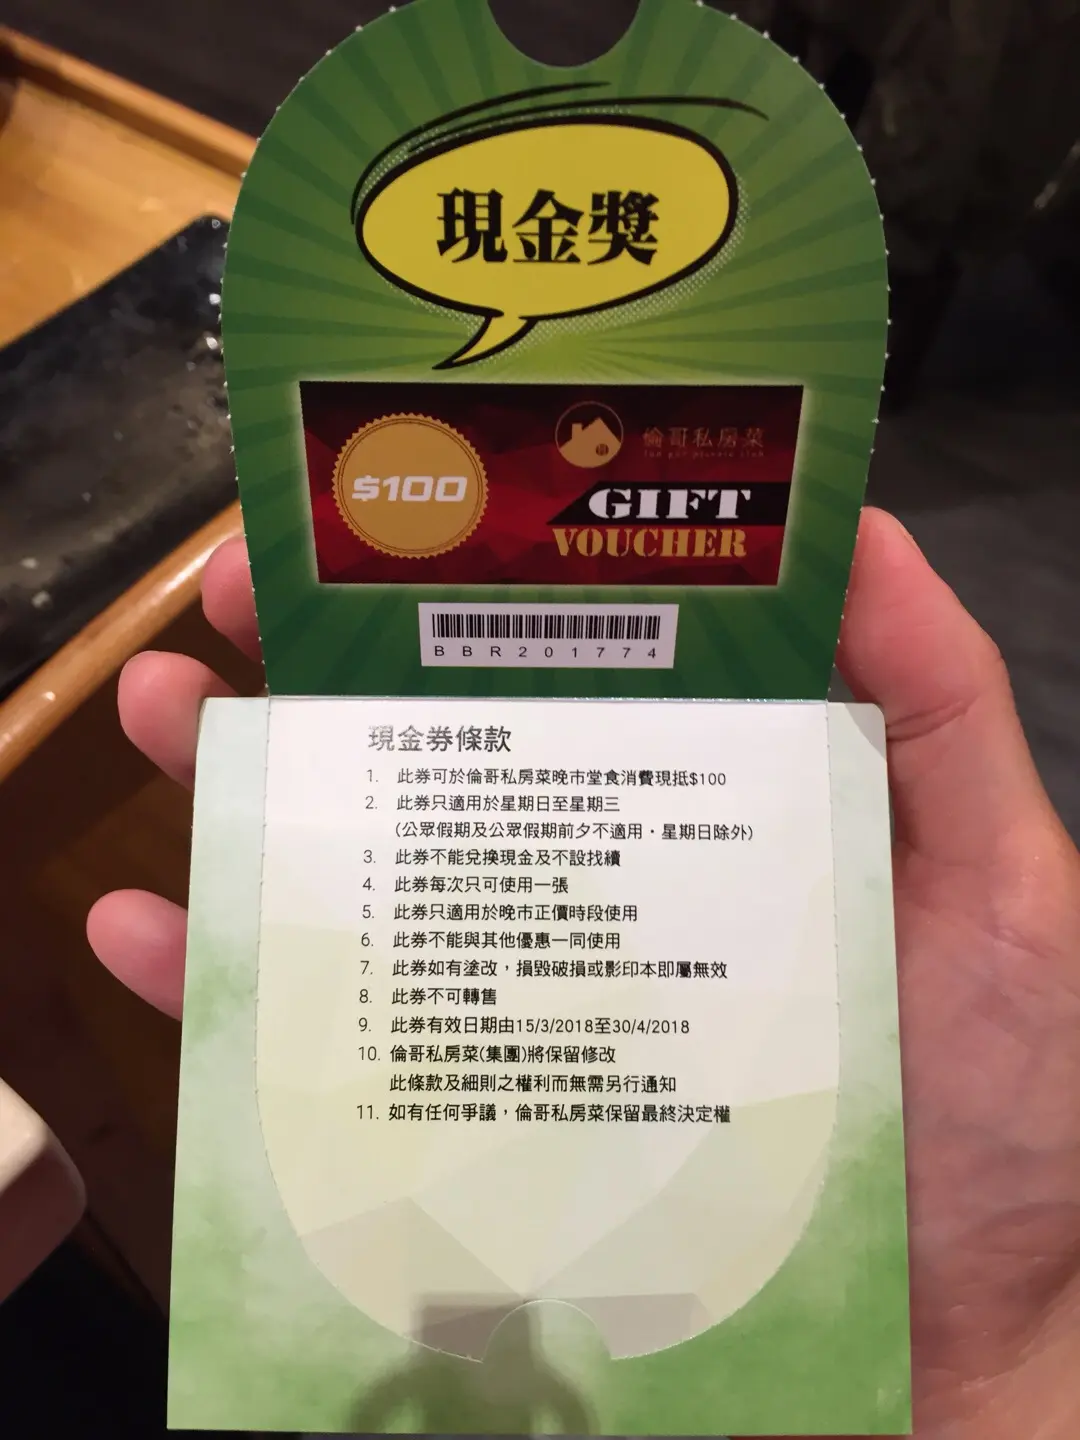 現金獎
$100
倫哥私房菜
GIFT
VOUCHER
BBR201774
現金券條款
1. 此券可於倫哥私房菜晚市堂食消費現抵$100
2. 此券只適用於星期日至星期三
(公眾假期及公眾假期前夕不適用・星期日除外)
3. 此券不能兌換現金及不設找續
4. 此券每次只可使用一張
5. 此券只適用於晚市正價時段使用
6. 此券不能與其他優惠一同使用
7. 此券如有塗改，損毀破損或影印本即屬無效
8. 此券不可轉售
9. 此券有效日期由15/3/2018至30/4/2018
10. 倫哥私房菜(集團)將保留修改
此條款及細則之權利而無需另行通知
11. 如有任何爭議，倫哥私房菜保留最終決定權